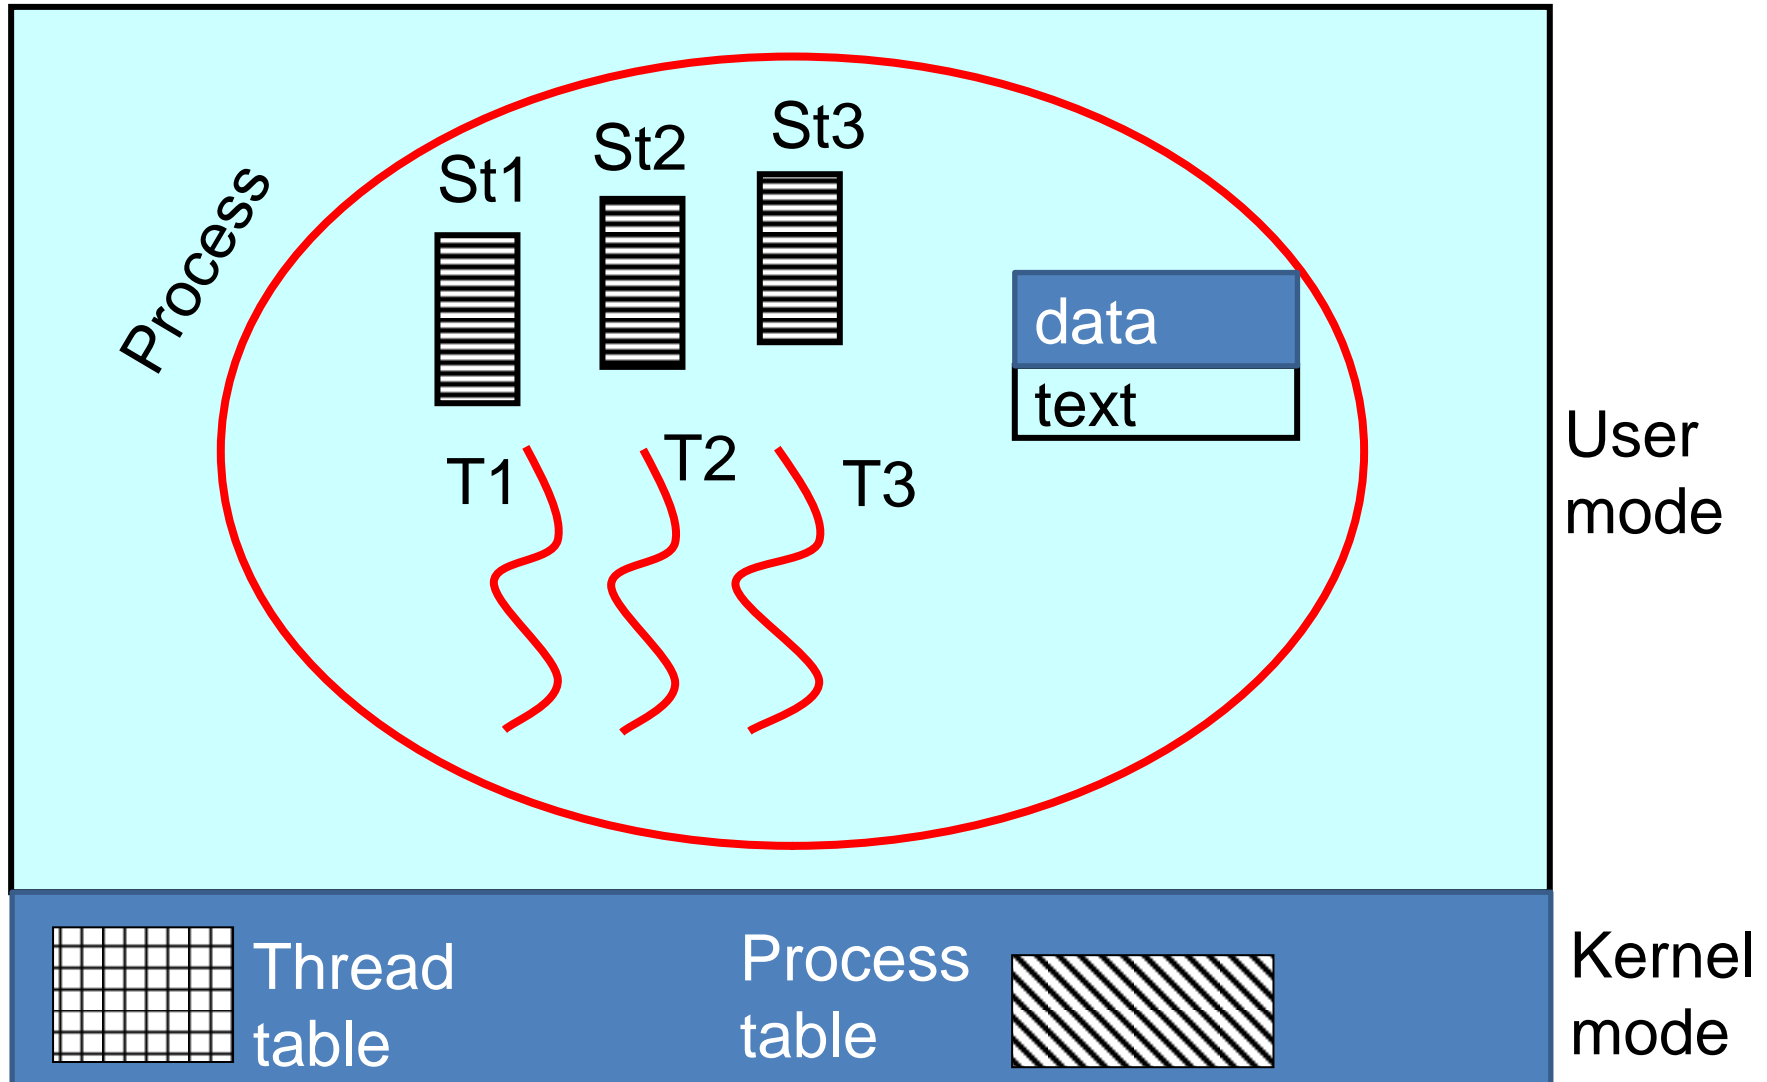 Process
St1
St2
St3
data
text
T1
T2
T3
User
mode
Thread
table
Process
table
Kernel
mode